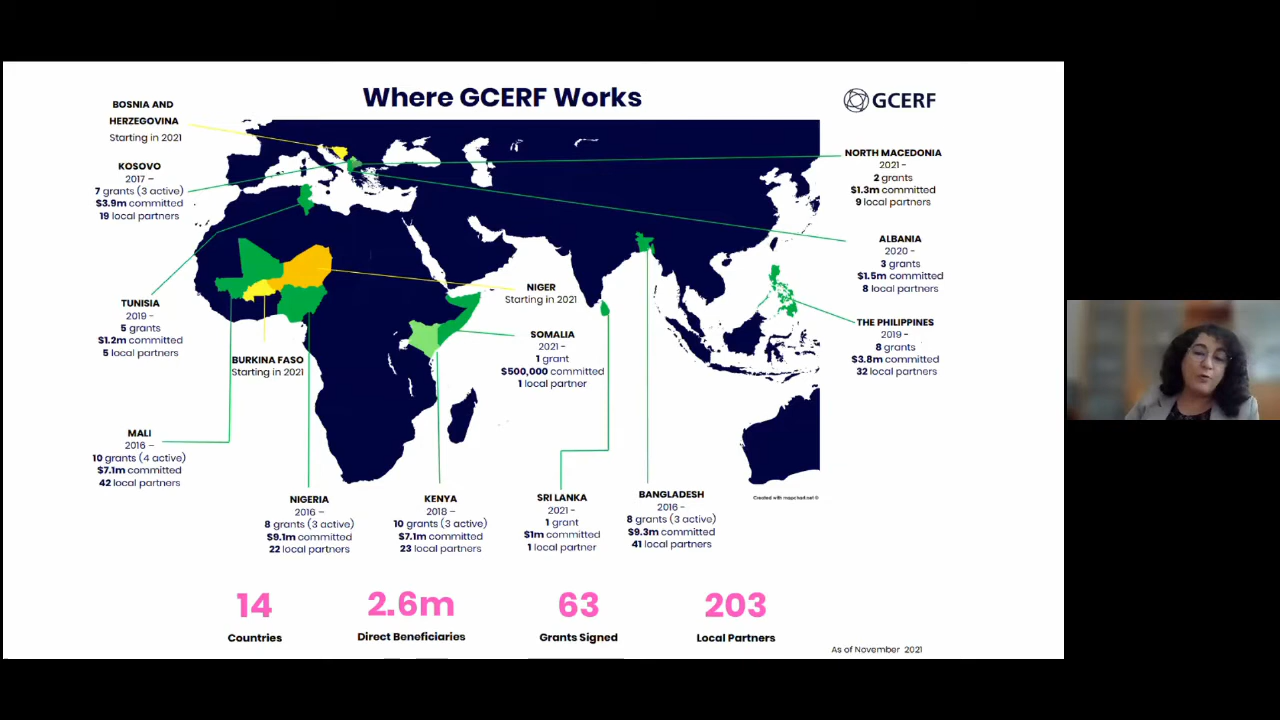 Where GCERF Works
GCERF
BOSNIA AND
HERZEGOVINA
Starting in 2021
KOSOVO
2017 –
7 grants (3 active)
$3.9m committed
19 local partners
TUNISIA
2019 –
5 grants
$1.2m committed
5 local partners
BURKINA FASO
Starting in 2021
MALI
2016 –
10 grants (4 active)
$7.1m committed
42 local partners
NIGER
Starting in 2021
SOMALIA
2021 -
1 grant
$500,000 committed
1 local partner
NORTH MACEDONIA
2021 -
2 grants
$1.3m committed
9 local partners
ALBANIA
2020 -
3 grants
$1.5m committed
8 local partners
THE PHILIPPINES
2019 -
8 grants
$3.8m committed
32 local partners
Created with mapchart.net ©
NIGERIA
2016 –
8 grants (3 active)
$9.1m committed
22 local partners
KENYA
2018 –
10 grants (3 active)
$7.1m committed
23 local partners
SRI LANKA
2021 -
1 grant
$1m committed
1 local partner
BANGLADESH
2016 -
8 grants (3 active)
$9.3m committed
41 local partners
14
Countries
2.6m
Direct Beneficiaries
63
Grants Signed
203
Local Partners
As of November 2021